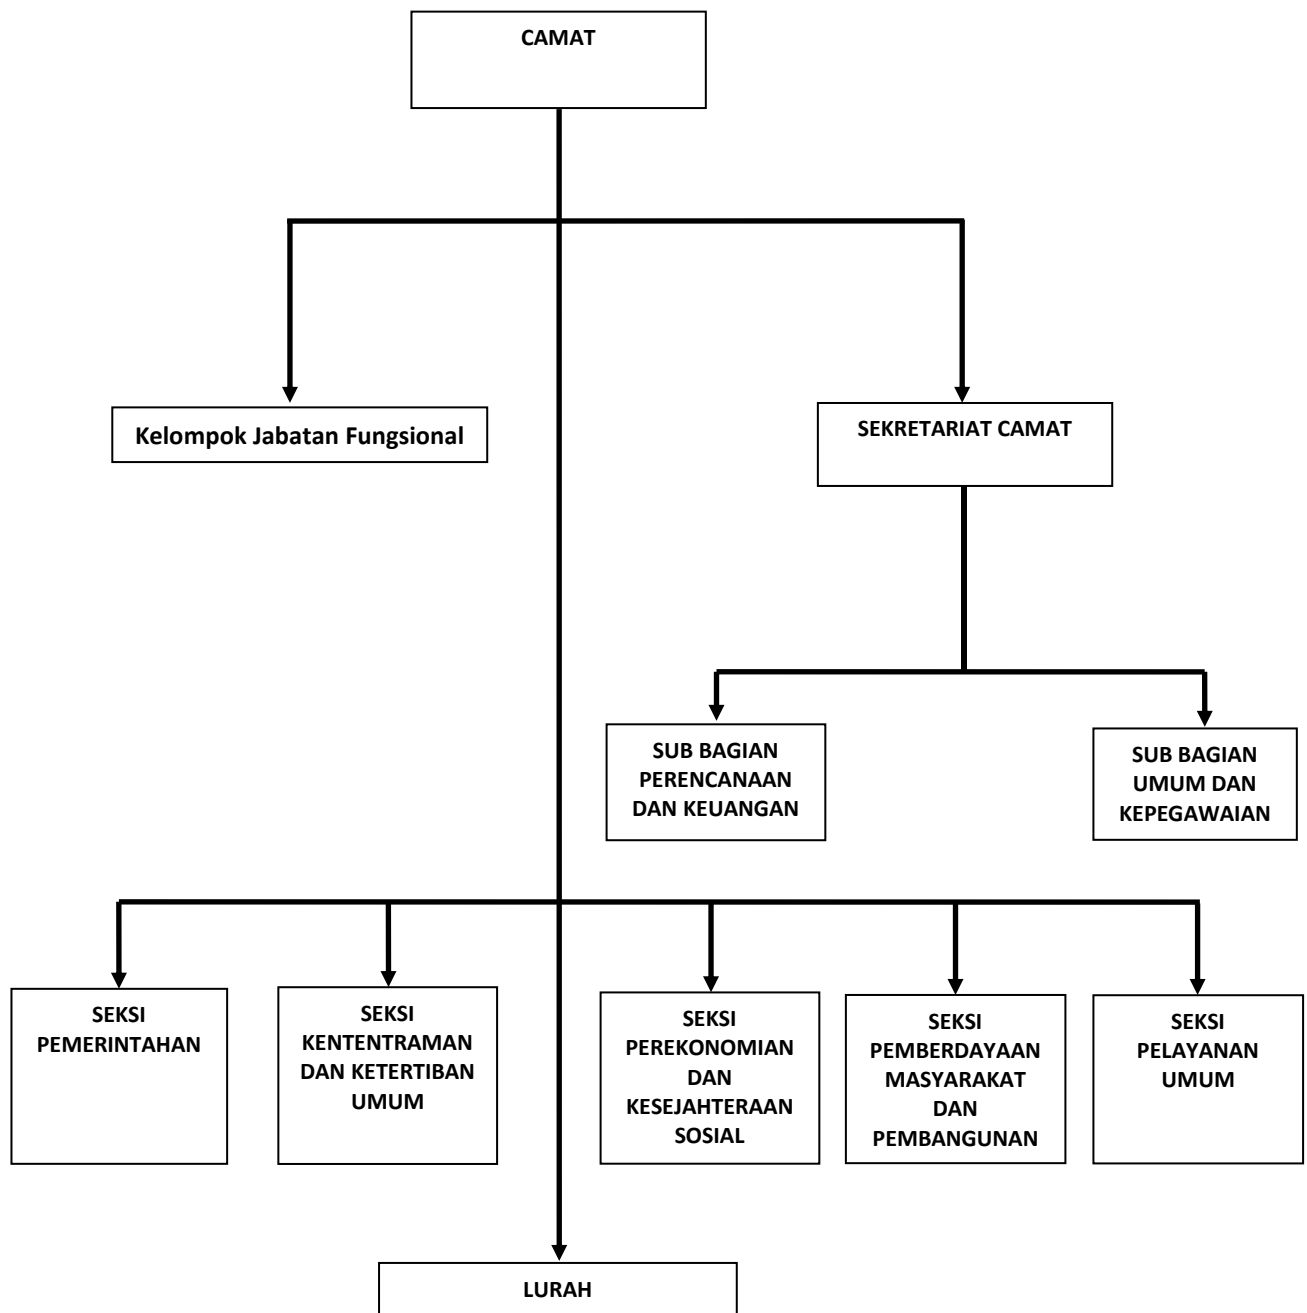 CAMAT
Kelompok Jabatan Fungsional
SEKRETARIAT CAMAT
SUB BAGIAN
PERENCANAAN
DAN KEUANGAN
SUB BAGIAN
UMUM DAN
KEPEGAWAIAN
SEKSI
PEMERINTAHAN
SEKSI
KENTENTRAMAN
DAN KETERTIBAN
UMUM
SEKSI
PEREKONOMIAN
DAN
KESEJAHTERAAN
SOSIAL
SEKSI
PEMBERDAYAAN
MASYARAKAT
DAN
PEMBANGUNAN
SEKSI
PELAYANAN
UMUM
LURAH